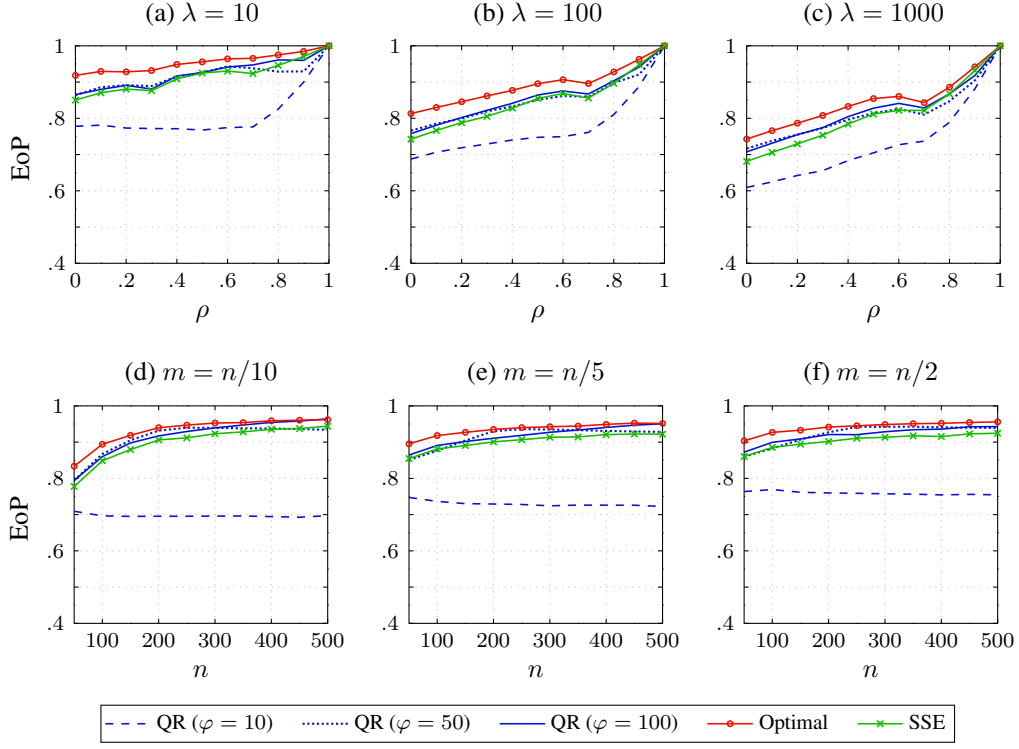 (a) λ = 10
(b) λ = 100
(c) λ = 1000
EoP
1
.8
.6
.4
0 .2 .4 .6 .8 1
ρ
1
.8
.6
.4
0 .2 .4 .6 .8 1
ρ
1
.8
.6
.4
0 .2 .4 .6 .8 1
ρ
(d) m = n/10
(e) m = n/5
(f) m = n/2
EoP
1
.8
.6
.4
100 200 300 400 500
n
1
.8
.6
.4
100 200 300 400 500
n
1
.8
.6
.4
100 200 300 400 500
n
QR (φ = 10) QR (φ = 50) QR (φ = 100) Optimal SSE